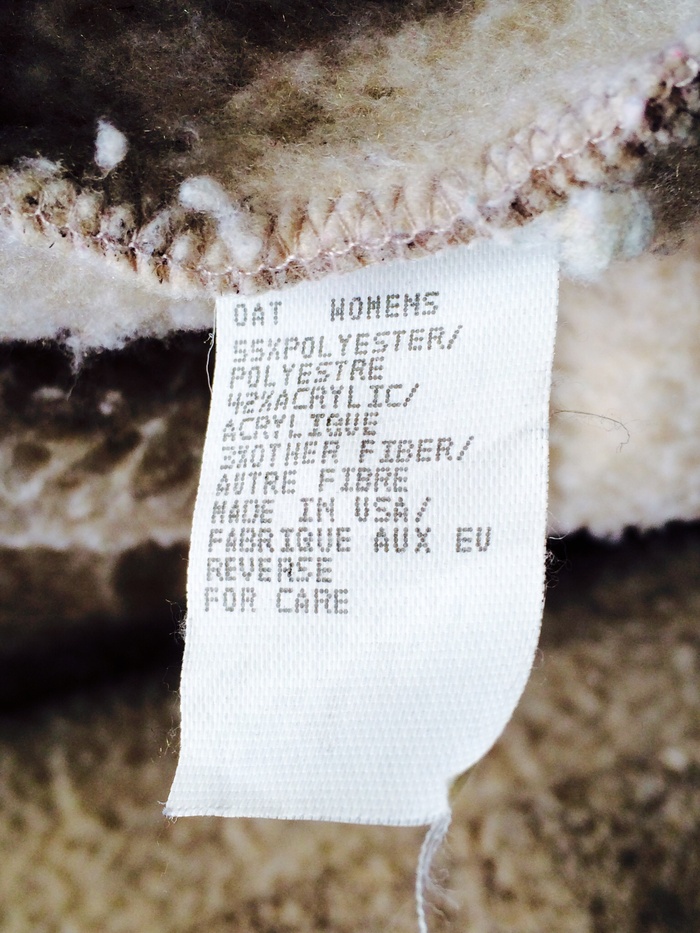 OAT WOMENS
55%POLYESTER/
POLYESTRE
42%ACRYLIC/
ACRYLIQUE
3%OTHER FIBER/
AUTRE FIBRE
MADE IN USA/
FABRIQUE AUX EU
REVERSE
FOR CARE